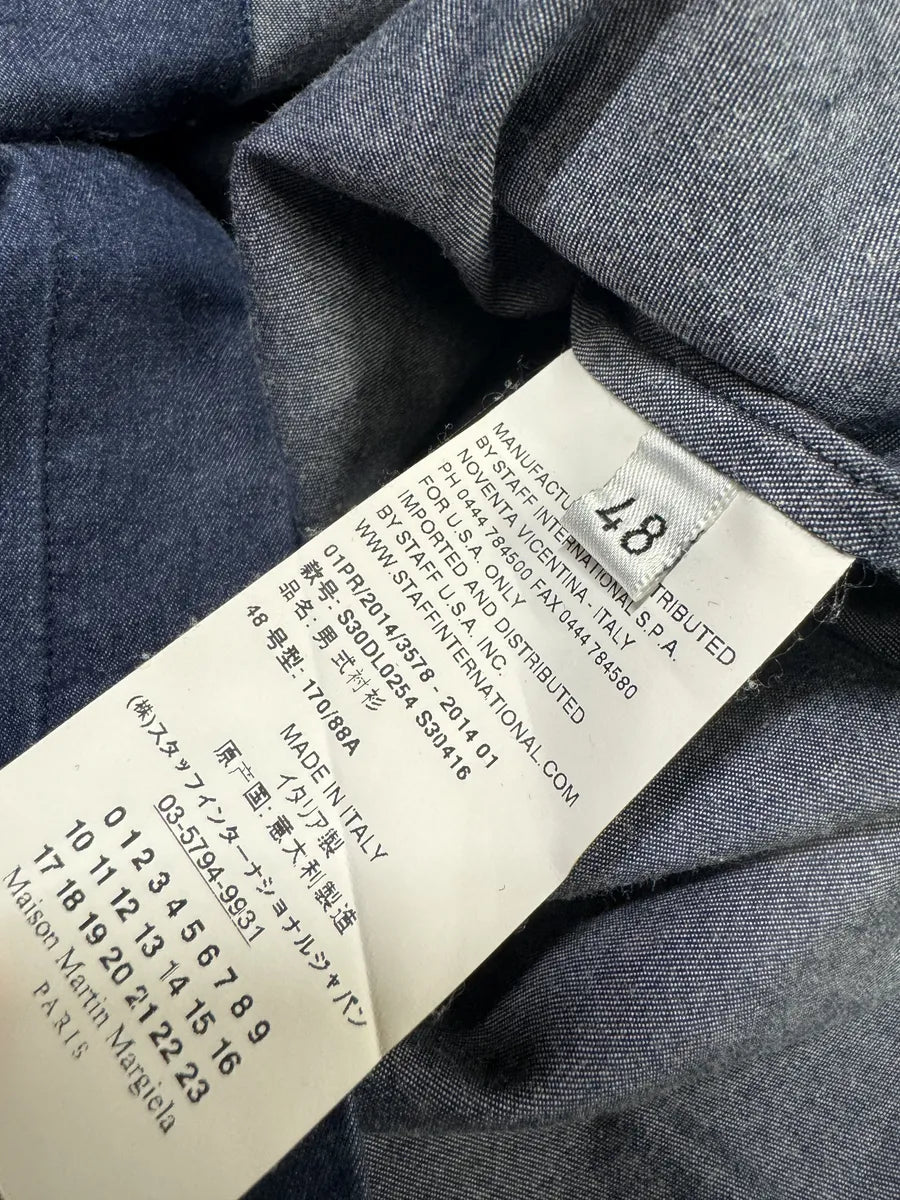 48
MANUFACTU TRIBUTED
BY STAFF INTERNATIONAL S.P.A.
NOVENTA VICENTINA - ITALY
PH 0444 784500 FAX 0444 784580
FOR U.S.A. ONLY
IMPORTED AND DISTRIBUTED
BY STAFF U.S.A. INC.
WWW.STAFFINTERNATIONAL.COM
01PR/2014/3578 - 2014 01
款号: S30DL0254 S30416
品名: 男式衬衫
48 号型: 170/88A
MADE IN ITALY
イタリア製
原产国: 意大利製造
(株)スタッフインターナショナルジャパン
03-5794-9931
0 1 2 3 4 5 6 7 8 9
10 11 12 13 14 15 16
17 18 19 20 21 22 23
Maison Martin Margiela
PARIS